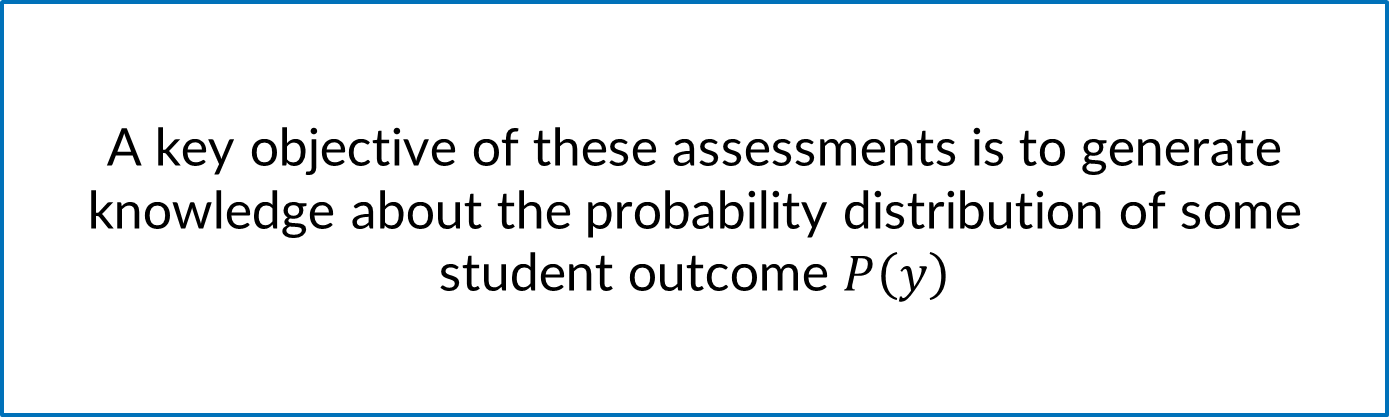 A key objective of these assessments is to generate
knowledge about the probability distribution of some
student outcome P(y)